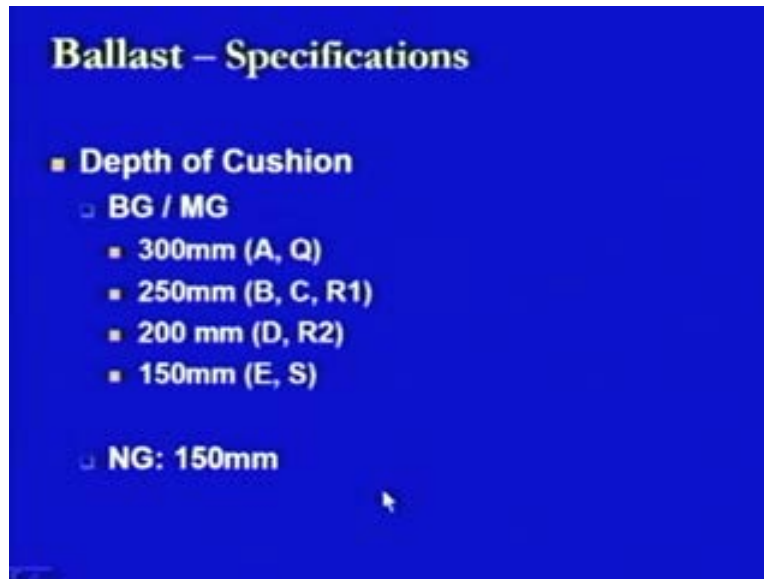 Ballast – Specifications
Depth of Cushion
BG / MG
300mm (A, Q)
250mm (B, C, R1)
200 mm (D, R2)
150mm (E, S)
NG: 150mm